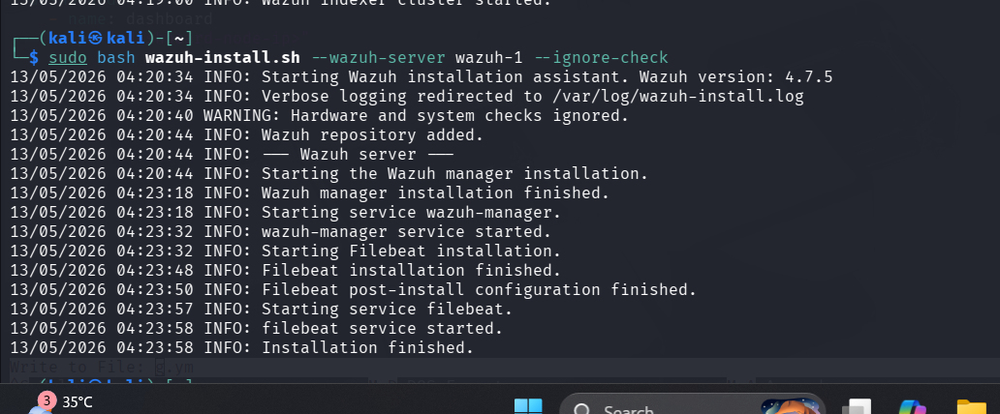 13/05/2026 04:19:00 INFO: Wazuh indexer cluster started.
- name: dashboard
┌──(kali㉿kali)-[~]
└─$ sudo bash wazuh-install.sh --wazuh-server wazuh-1 --ignore-check
13/05/2026 04:20:34 INFO: Starting Wazuh installation assistant. Wazuh version: 4.7.5
13/05/2026 04:20:34 INFO: Verbose logging redirected to /var/log/wazuh-install.log
13/05/2026 04:20:40 WARNING: Hardware and system checks ignored.
13/05/2026 04:20:44 INFO: Wazuh repository added.
13/05/2026 04:20:44 INFO: --- Wazuh server ---
13/05/2026 04:20:44 INFO: Starting the Wazuh manager installation.
13/05/2026 04:23:18 INFO: Wazuh manager installation finished.
13/05/2026 04:23:18 INFO: Starting service wazuh-manager.
13/05/2026 04:23:32 INFO: wazuh-manager service started.
13/05/2026 04:23:32 INFO: Starting Filebeat installation.
13/05/2026 04:23:48 INFO: Filebeat installation finished.
13/05/2026 04:23:50 INFO: Filebeat post-install configuration finished.
13/05/2026 04:23:57 INFO: Starting service filebeat.
13/05/2026 04:23:58 INFO: filebeat service started.
13/05/2026 04:23:58 INFO: Installation finished.
Write to File: g.ym
(kali㉿kali)-[~]
3 35°C
Search